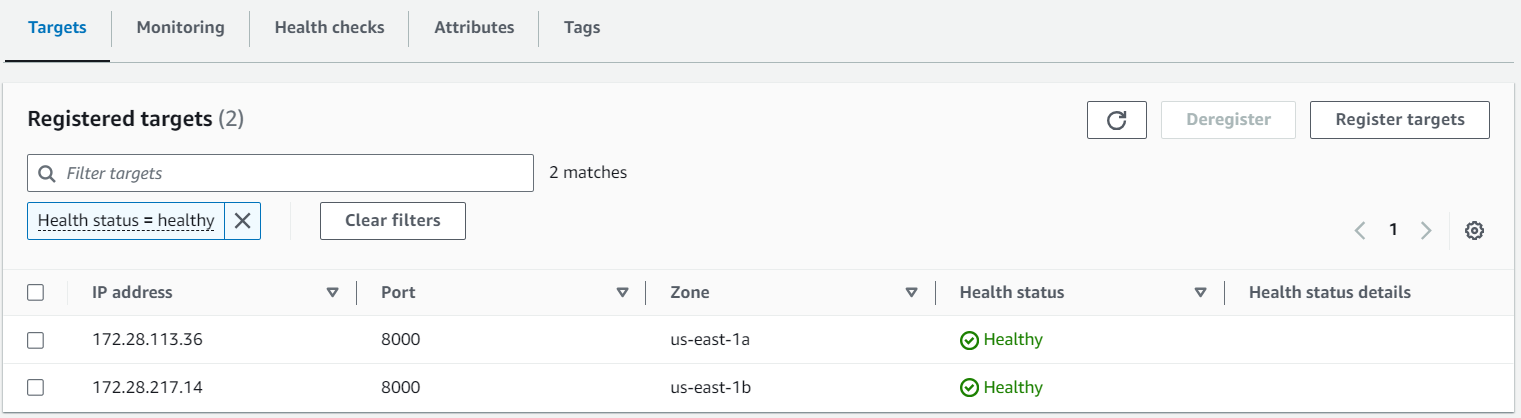 Targets Monitoring Health checks Attributes Tags
Registered targets (2) Deregister Register targets
Filter targets 2 matches
Health status = healthy Clear filters 1
IP address Port Zone Health status Health status details
172.28.113.36 8000 us-east-1a Healthy
172.28.217.14 8000 us-east-1b Healthy